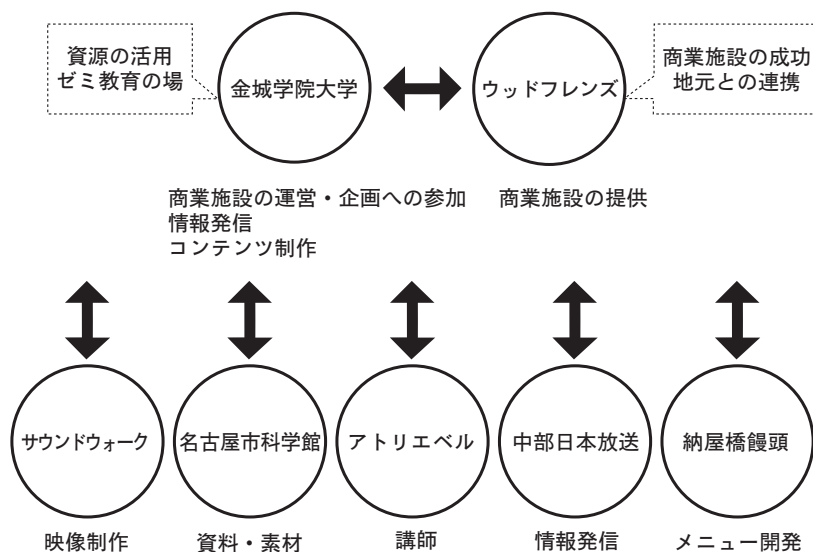 資源の活用
ゼミ教育の場
金城学院大学
ウッドフレンズ
商業施設の成功
地元との連携
商業施設の運営・企画への参加
情報発信
コンテンツ制作
商業施設の提供
サウンドウォーク
名古屋市科学館
アトリエベル
中部日本放送
納屋橋饅頭
映像制作
資料・素材
講師
情報発信
メニュー開発